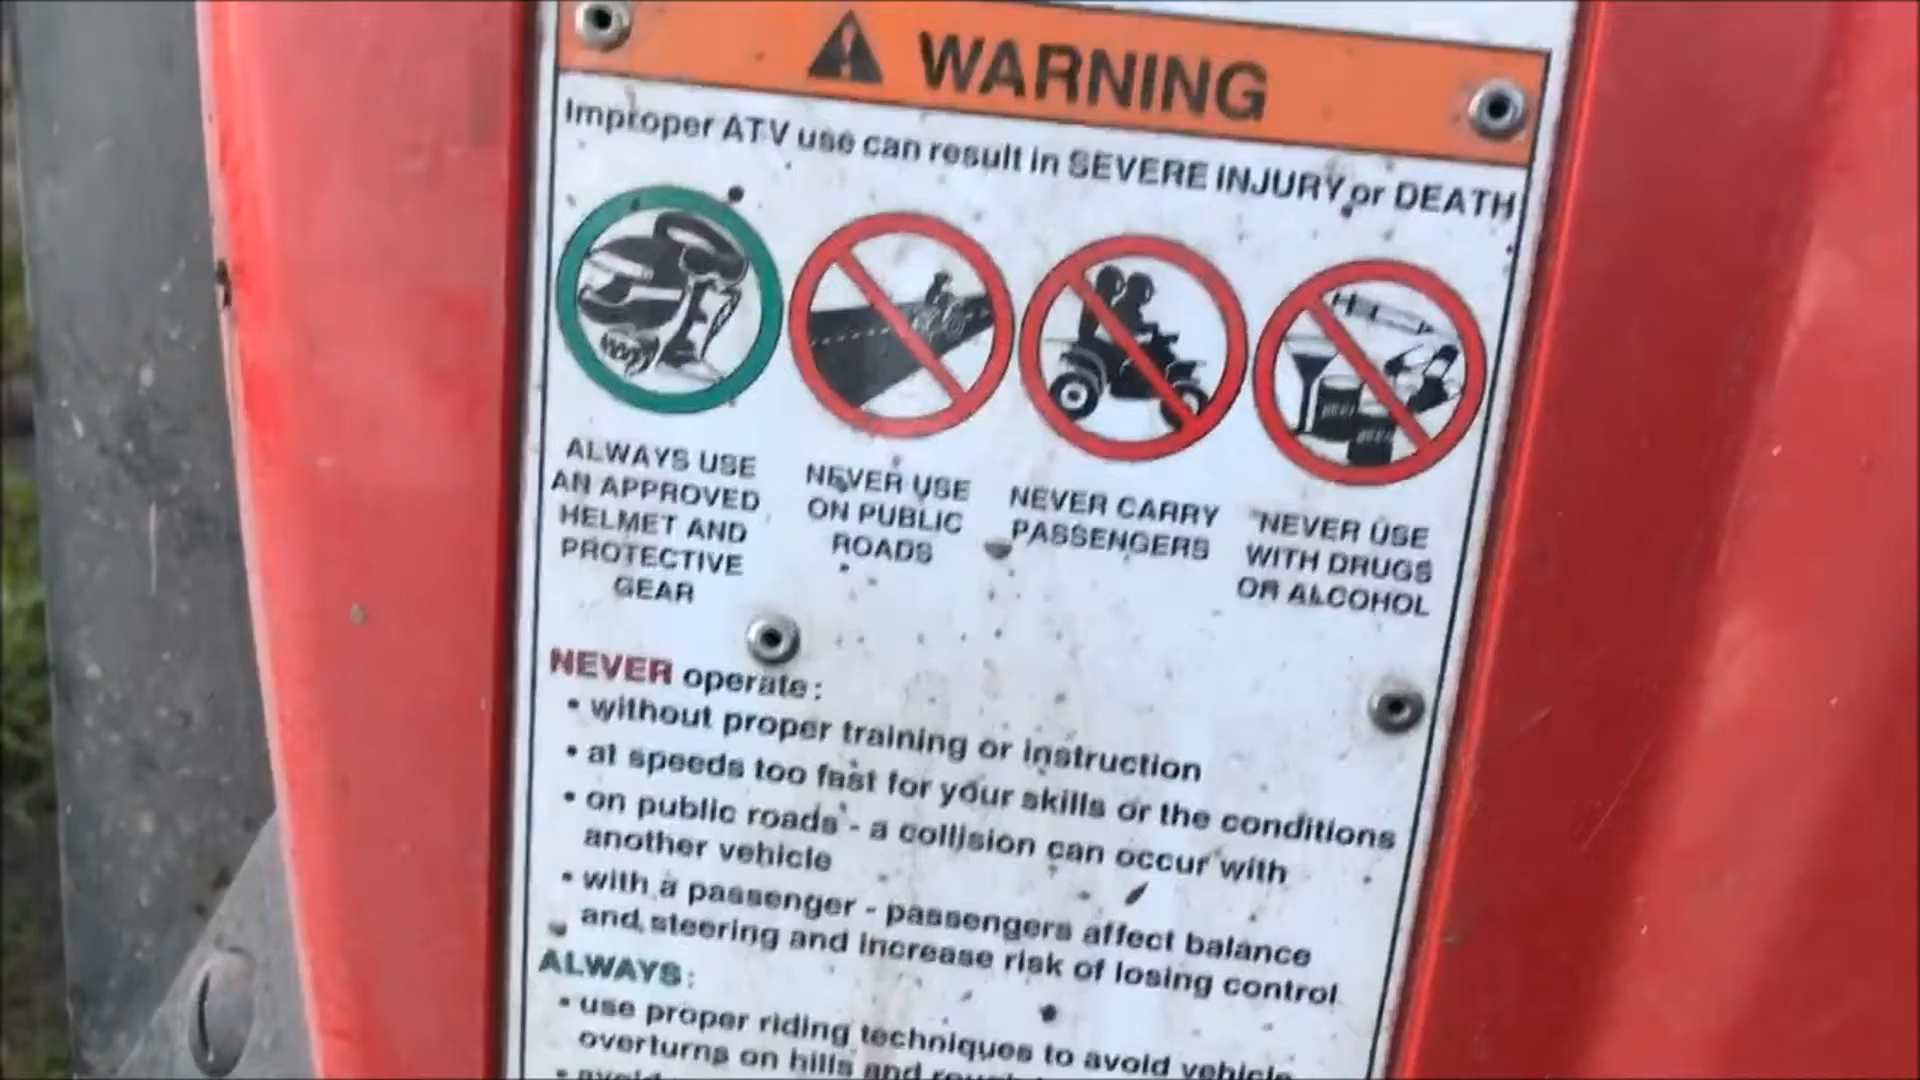 WARNING
Improper ATV use can result in SEVERE INJURY or DEATH
ALWAYS USE
AN APPROVED
HELMET AND
PROTECTIVE
GEAR
NEVER USE
ON PUBLIC
ROADS
NEVER CARRY
PASSENGERS
NEVER USE
WITH DRUGS
OR ALCOHOL
NEVER operate:
• without proper training or instruction
• at speeds too fast for your skills or the conditions
• on public roads - a collision can occur with
another vehicle
• with a passenger - passengers affect balance
and steering and increase risk of losing control
ALWAYS:
• use proper riding techniques to avoid vehicle
overturns on hills and
• avoid